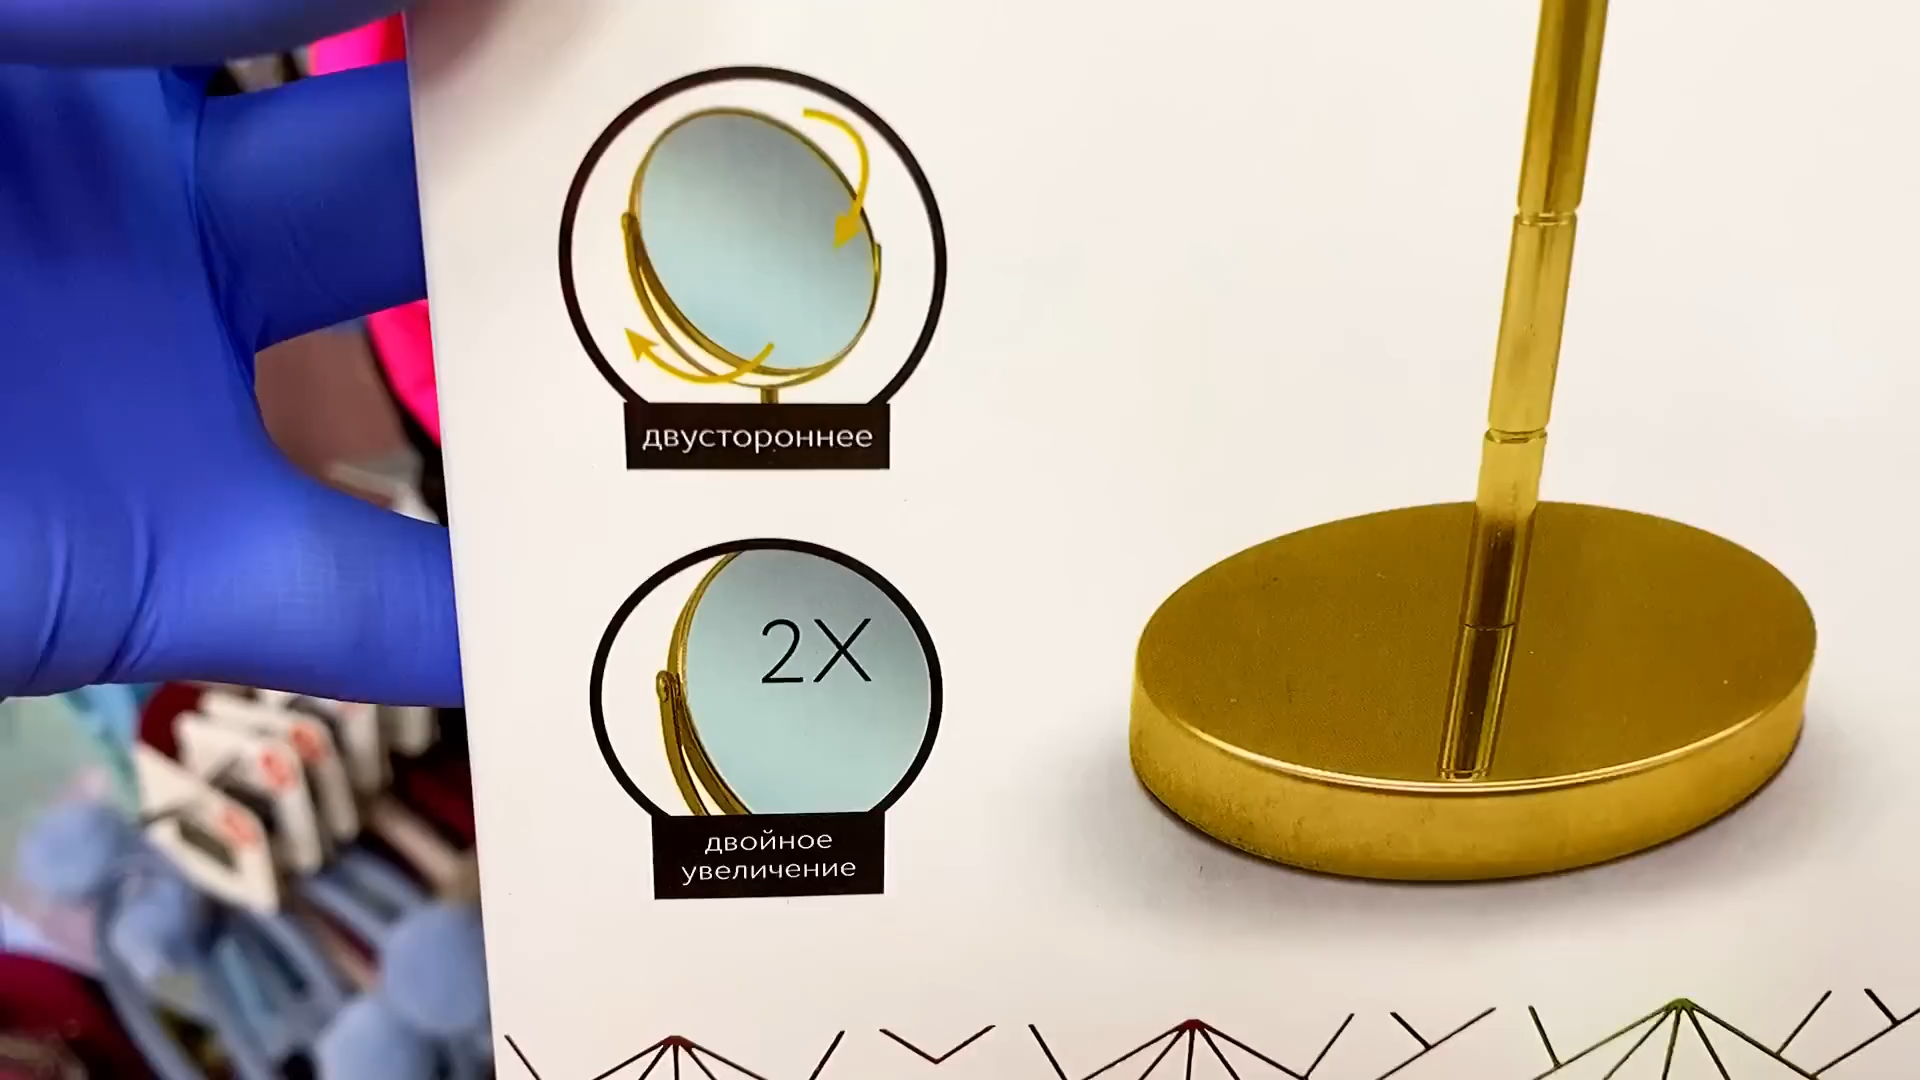 двустороннее
2X
двойное
увеличение